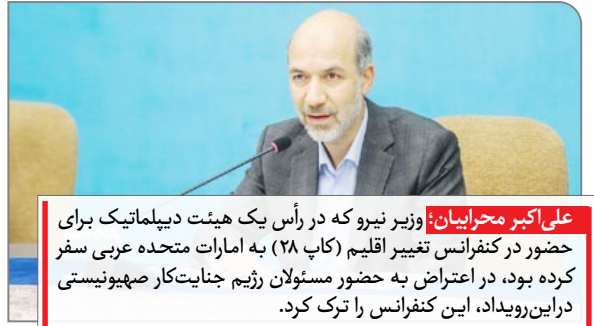 علی‌اکبر محرابیان؛ وزیر نیرو که در رأس یک هیئت دیپلماتیک برای
حضور در کنفرانس تغییر اقلیم (کاپ ۲۸) به امارات متحده عربی سفر
کرده بود، در اعتراض به حضور مسئولان رژیم جنایت‌کار صهیونیستی
دراین‌رویداد، این کنفرانس را ترک کرد.